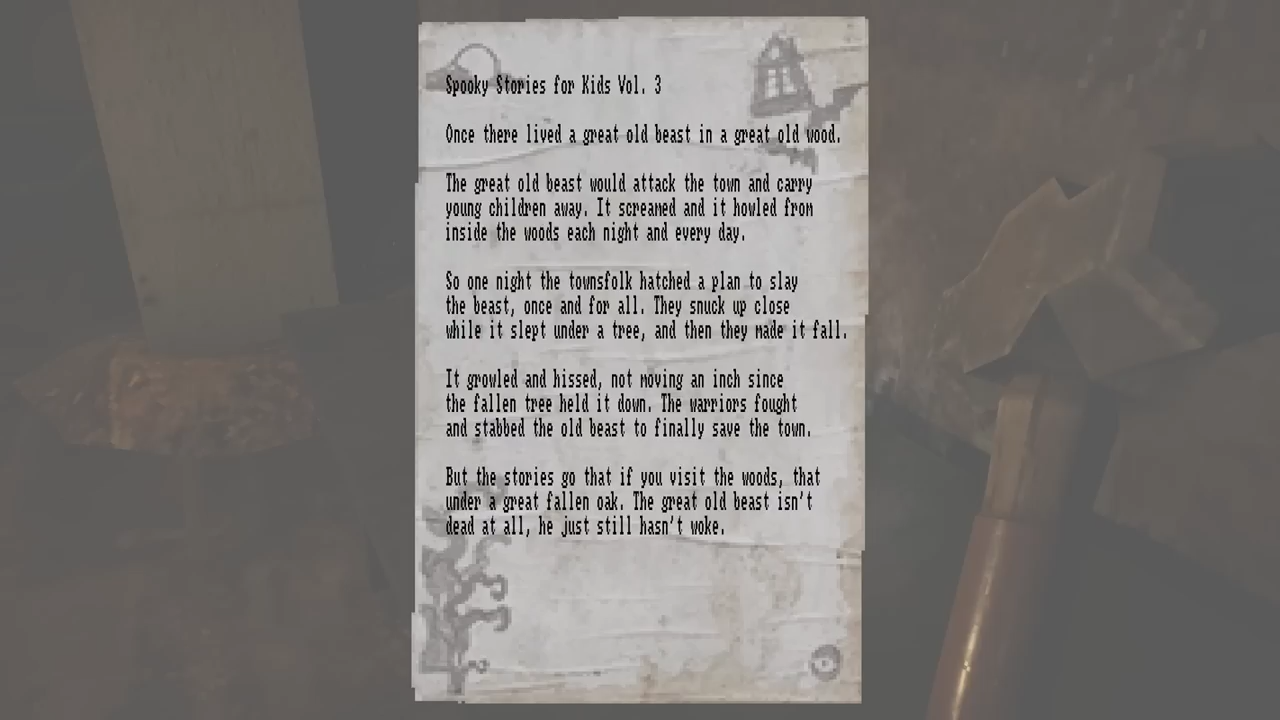 Spooky Stories for Kids Vol. 3
Once there lived a great old beast in a great old wood.
The great old beast would attack the town and carry
young children away. It screamed and it howled from
inside the woods each night and every day.
So one night the townsfolk hatched a plan to slay
the beast, once and for all. They snuck up close
while it slept under a tree, and then they made it fall.
It growled and hissed, not moving an inch since
the fallen tree held it down. The warriors fought
and stabbed the old beast to finally save the town.
But the stories go that if you visit the woods, that
under a great fallen oak. The great old beast isn't
dead at all, he just still hasn't woke.